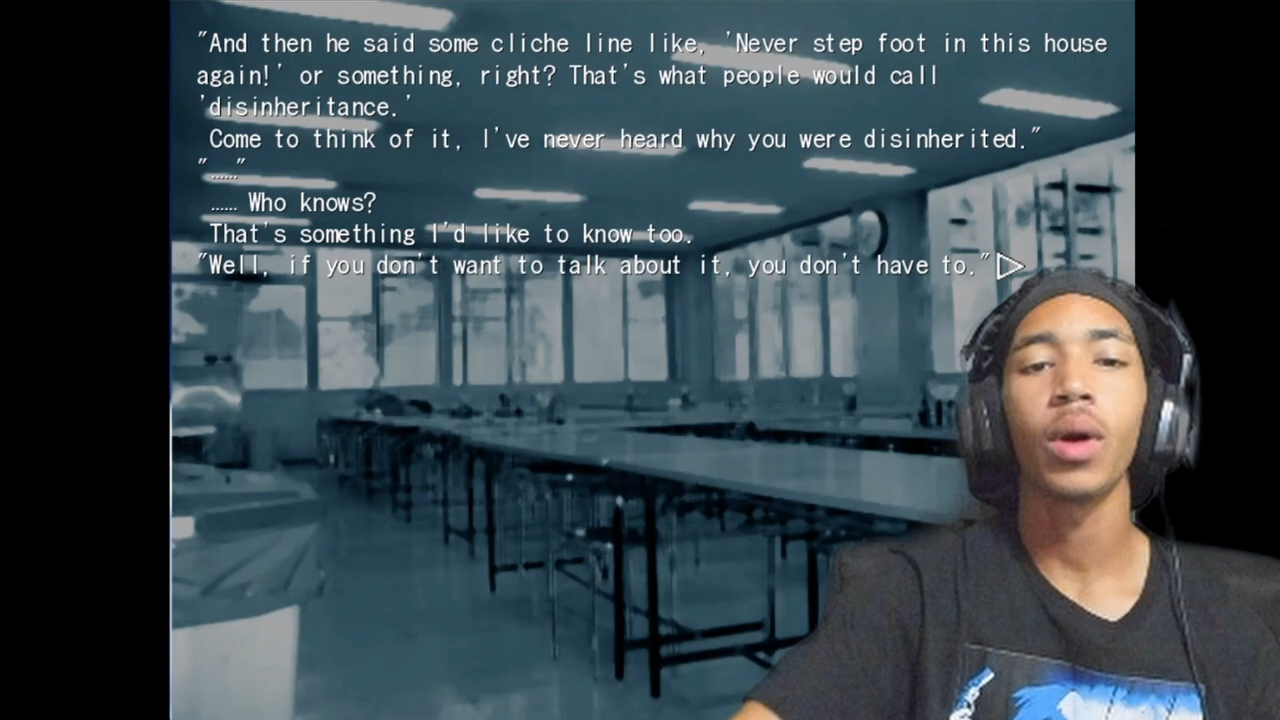 "And then he said some cliche line like, 'Never step foot in this house
again!' or something, right? That's what people would call
'disinheritance.'
Come to think of it, I've never heard why you were disinherited."
"……"
…… Who knows?
That's something I'd like to know too.
"Well, if you don't want to talk about it, you don't have to."